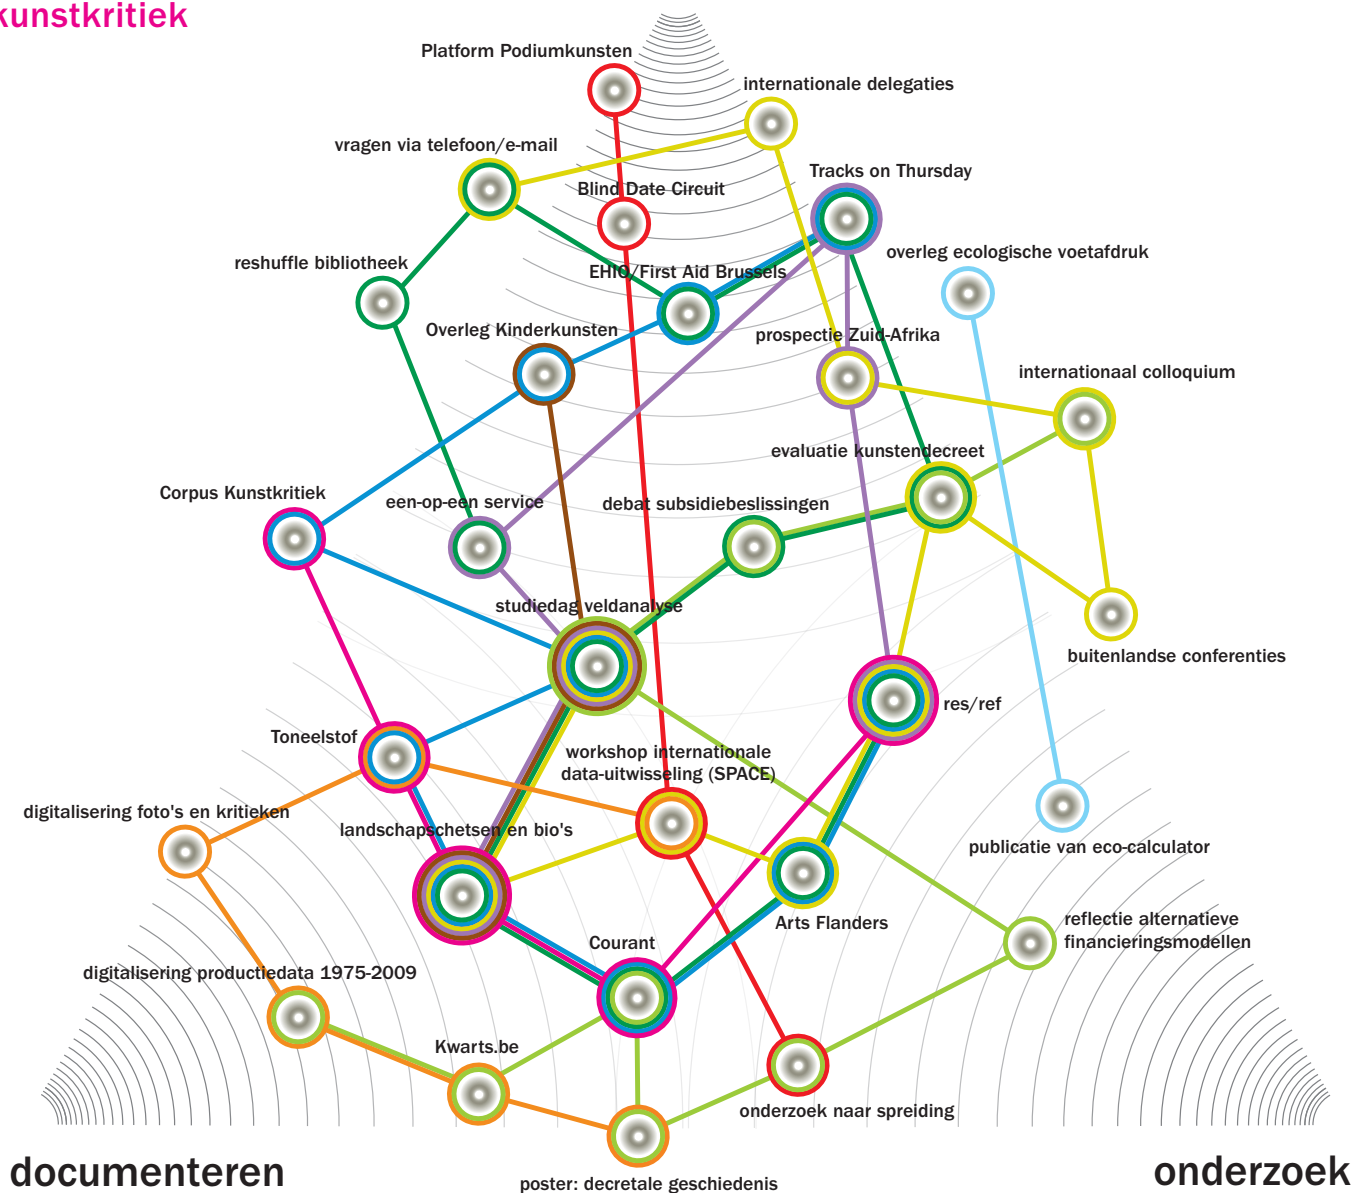 kunstkritiek
Platform Podiumkunsten
internationale delegaties
vragen via telefoon/e-mail
Tracks on Thursday
Blind Date Circuit
overleg ecologische voetafdruk
reshuffle bibliotheek
EHIO/First Aid Brussels
Overleg Kinderkunsten
prospectie Zuid-Afrika
internationaal colloquium
evaluatie kunstendecreet
Corpus Kunstkritiek
een-op-een service
debat subsidiebeslissingen
studiedag veldanalyse
buitenlandse conferenties
res/ref
Toneelstof
workshop internationale
data-uitwisseling (SPACE)
digitalisering foto's en kritieken
landschapschetsen en bio's
publicatie van eco-calculator
Arts Flanders
reflectie alternatieve
financieringsmodellen
Courant
digitalisering productiedata 1975-2009
Kwarts.be
onderzoek naar spreiding
documenteren
onderzoek
poster: decretale geschiedenis